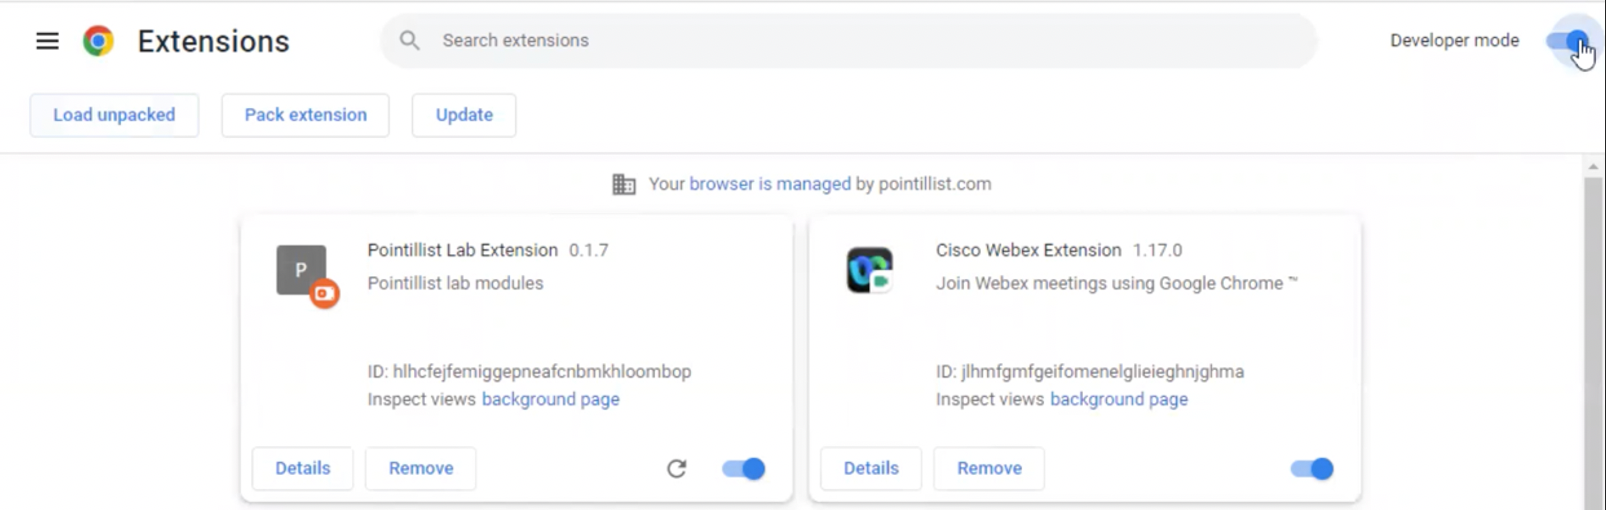 Extensions
Search extensions
Developer mode
Load unpacked
Pack extension
Update
Your browser is managed by pointillist.com
P
Pointillist Lab Extension 0.1.7
Pointillist lab modules
ID: hlhcfejfemiggepneafcnbmkhloombop
Inspect views background page
Details
Remove
Cisco Webex Extension 1.17.0
Join Webex meetings using Google Chrome ™
ID: jlhmfgmfgeifomenelglieieghnjghma
Inspect views background page
Details
Remove